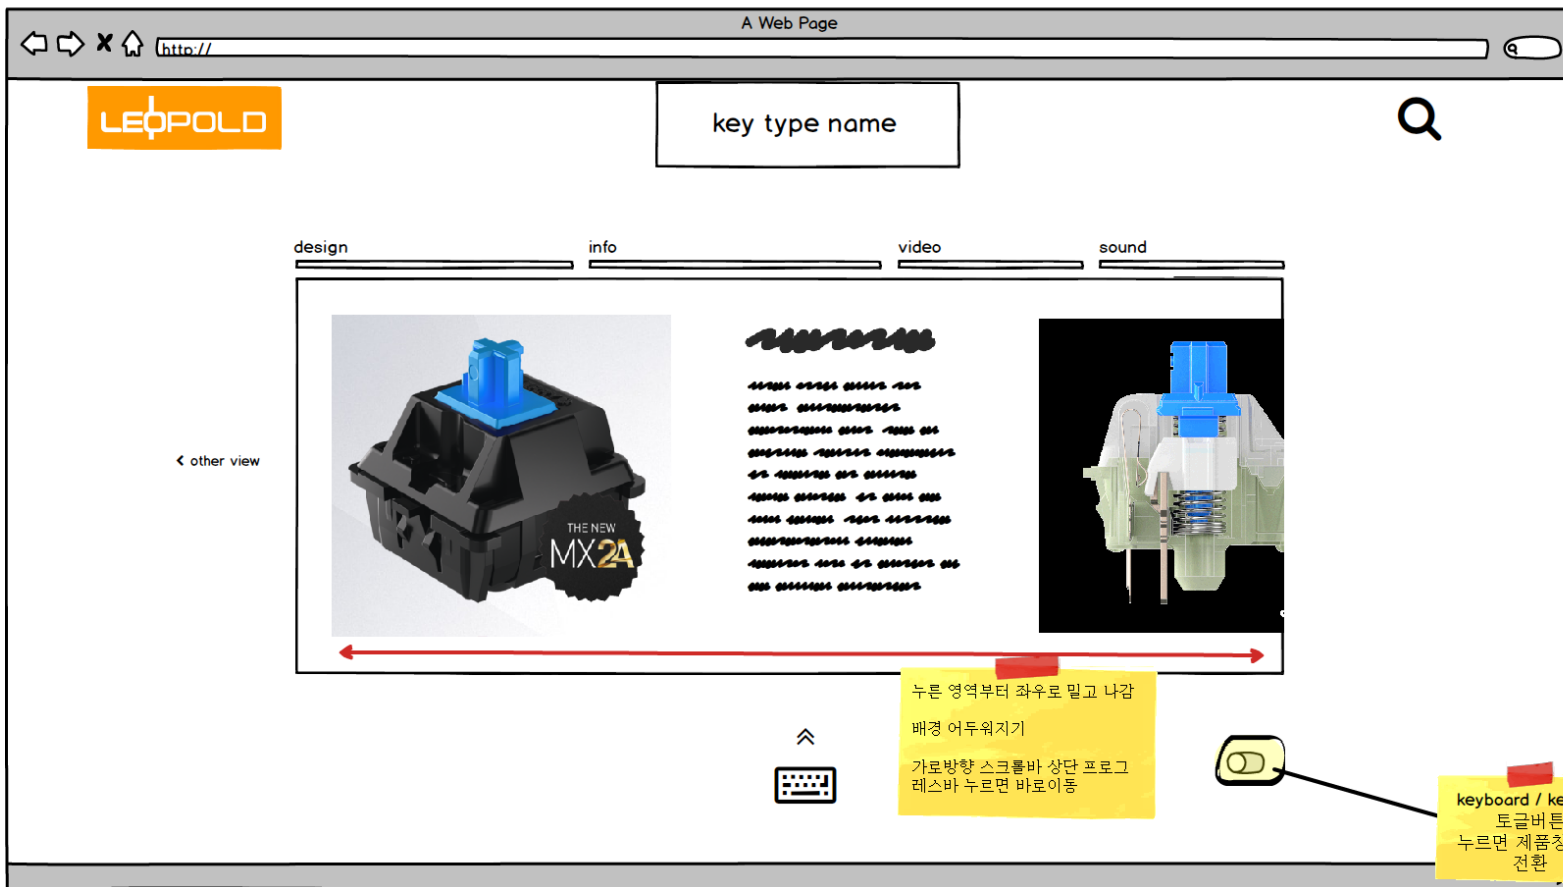 A Web Page
http://
LEOPOLD
key type name
design
info
video
sound
other view
THE NEW
MX2A
누른 영역부터 좌우로 밀고 나감
배경 어두워지기
가로방향 스크롤바 상단 프로그
레스바 누르면 바로이동
keyboard / ke
토글버튼
누르면 제품창
전환